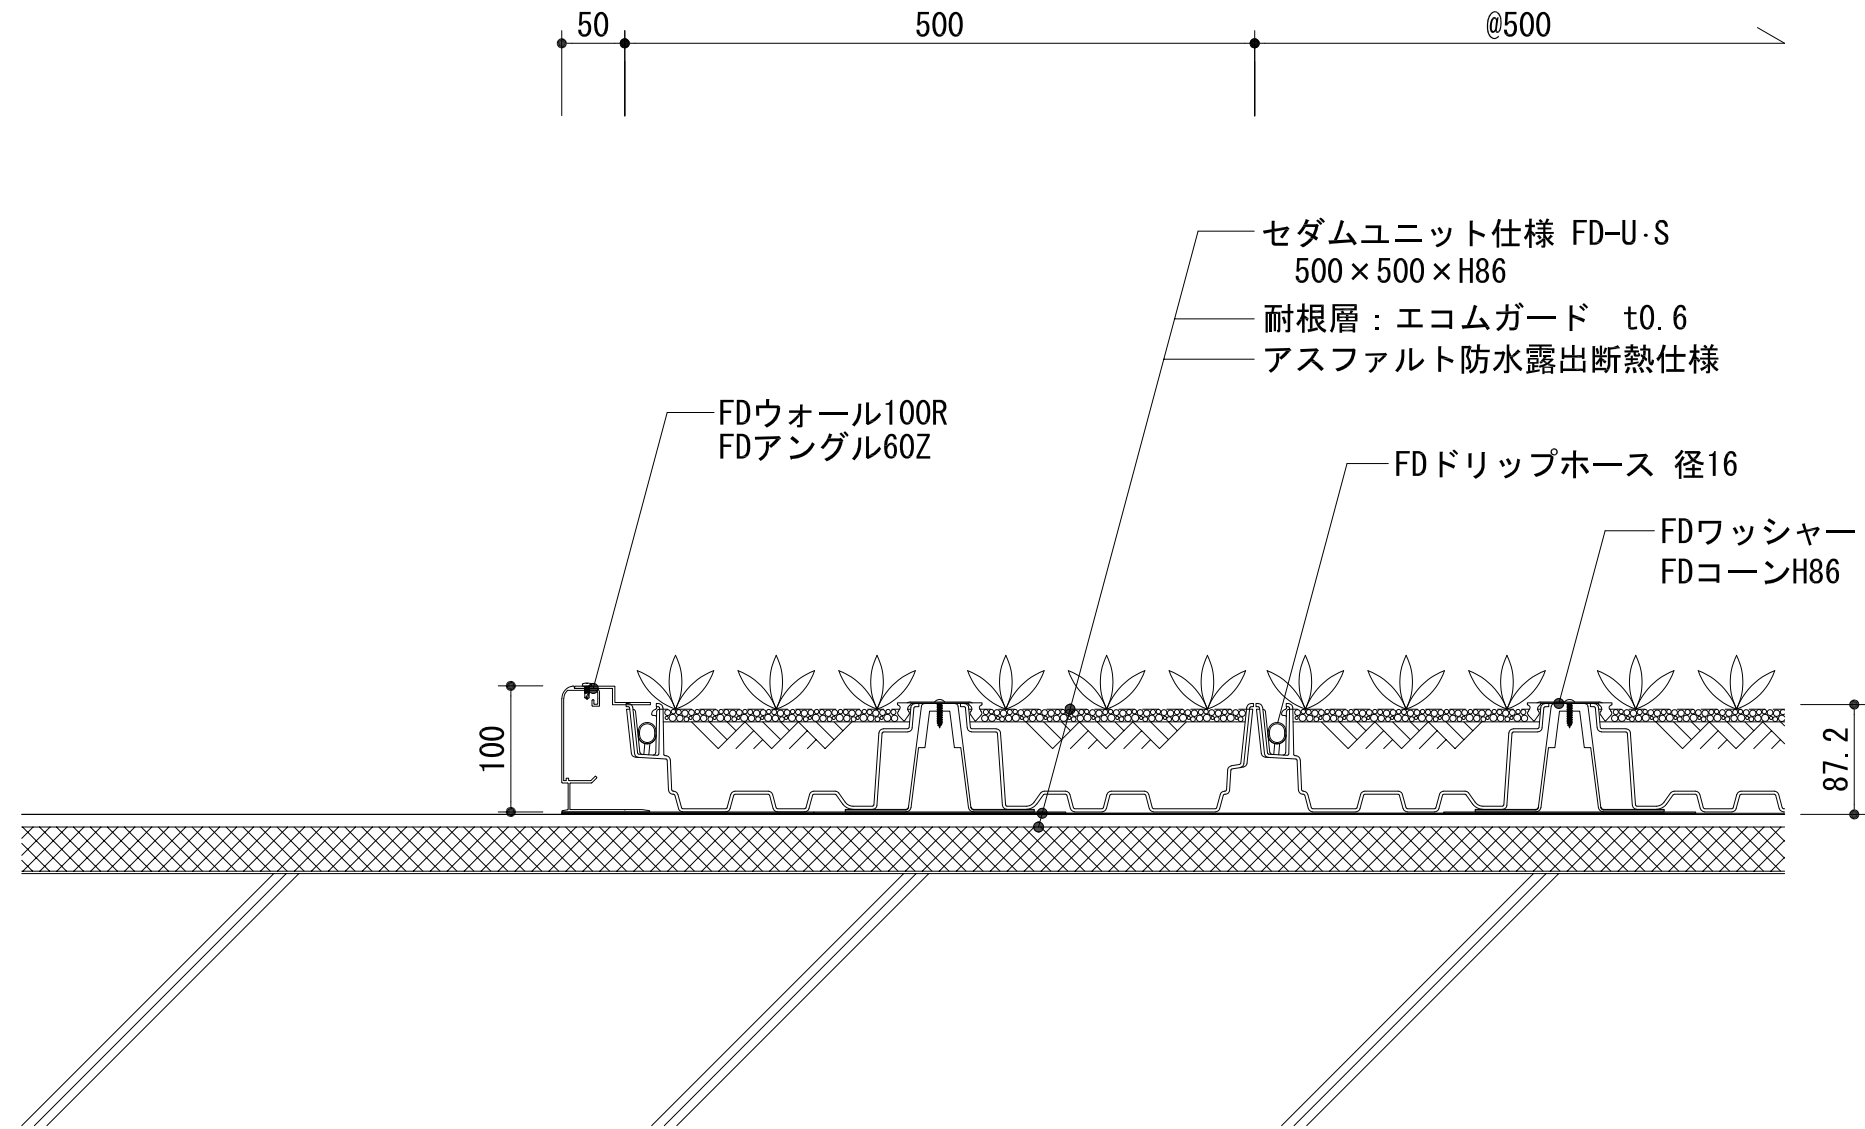 50
500
@500
セダムユニット仕様 FD-U・S
500×500×H86
耐根層：エコムガード t0.6
アスファルト防水露出断熱仕様
FDウォール100R
FDアングル60Z
FDドリップホース 径16
FDワッシャー
FDコーンH86
100
87.2